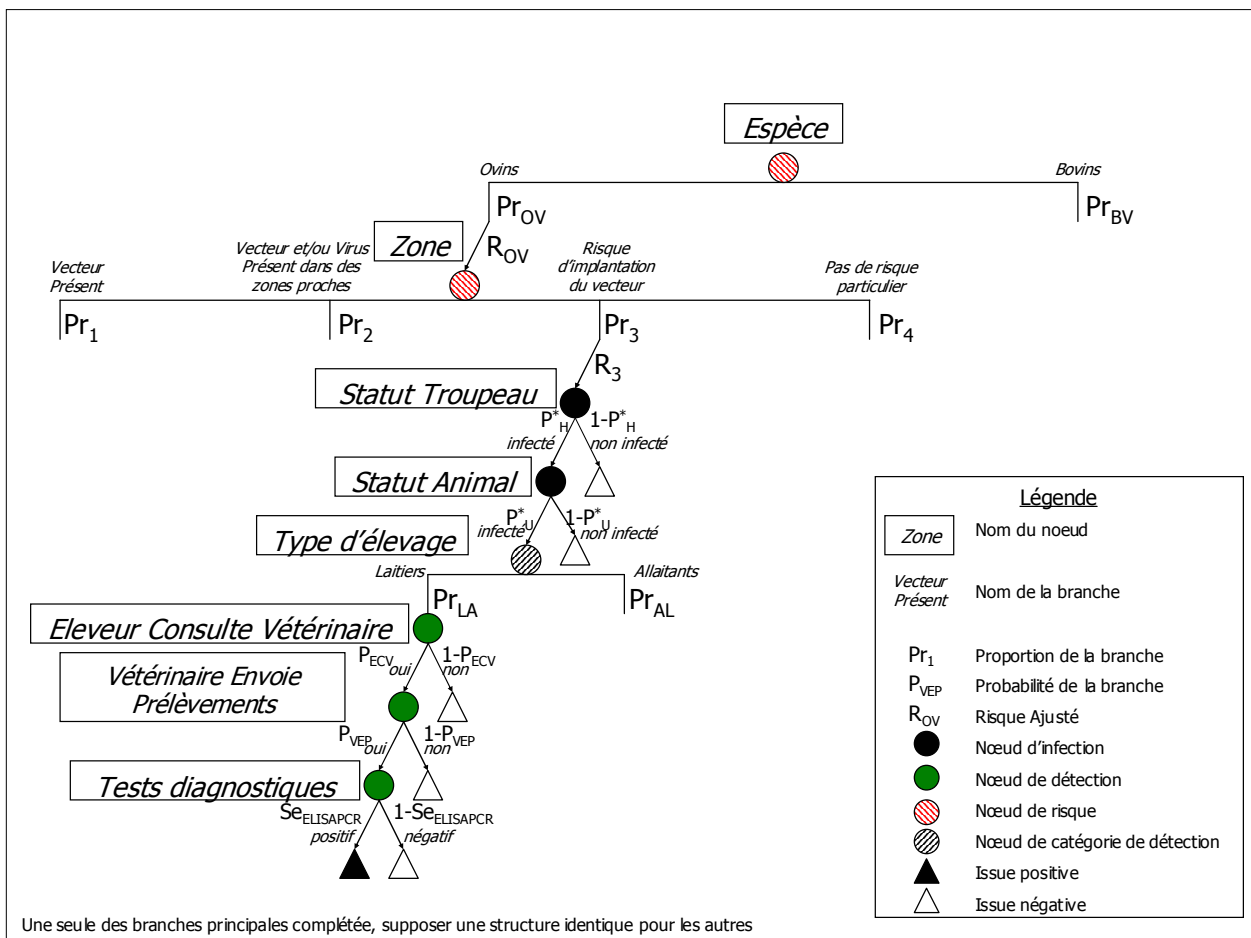 Espèce
Ovins
Bovins
Pr_OV
Pr_BV
Zone
R_OV
Vecteur
Présent
Vecteur et/ou Virus
Présent dans des
zones proches
Risque
d'implantation
du vecteur
Pas de risque
particulier
Pr_1
Pr_2
Pr_3
Pr_4
R_3
Statut Troupeau
P*_H
1-P*_H
infecté
non infecté
Statut Animal
P*_U
1-P*_U
infecté
non infecté
Type d'élevage
Laitiers
Allaitants
Pr_LA
Pr_AL
Eleveur Consulte Vétérinaire
P_ECV
oui
1-P_ECV
non
Vétérinaire Envoie
Prélèvements
P_VEP
oui
1-P_VEP
non
Tests diagnostiques
Se_ELISAPCR
1-Se_ELISAPCR
positif
négatif
Légende
Zone
Nom du noeud
Vecteur
Présent
Nom de la branche
Pr_1
Proportion de la branche
P_VEP
Probabilité de la branche
R_OV
Risque Ajusté
Nœud d'infection
Nœud de détection
Nœud de risque
Nœud de catégorie de détection
Issue positive
Issue négative
Une seule des branches principales complétée, supposer une structure identique pour les autres